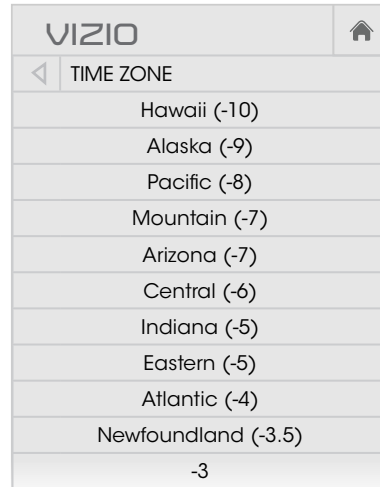 VIZIO
TIME ZONE
Hawaii (-10)
Alaska (-9)
Pacific (-8)
Mountain (-7)
Arizona (-7)
Central (-6)
Indiana (-5)
Eastern (-5)
Atlantic (-4)
Newfoundland (-3.5)
-3